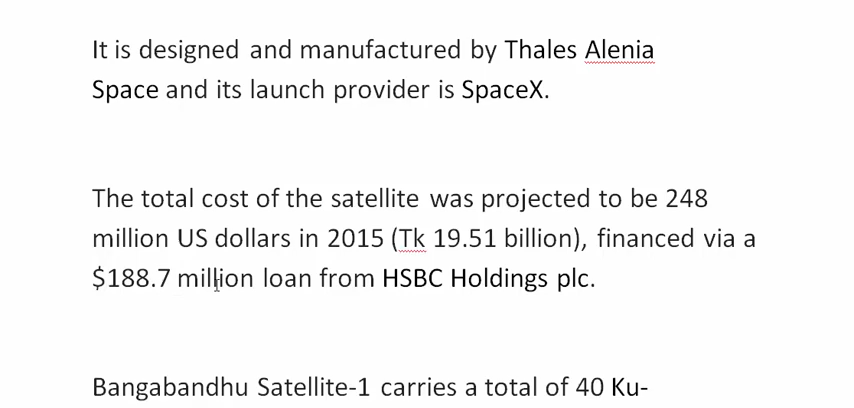 It is designed and manufactured by Thales Alenia
Space and its launch provider is SpaceX.
The total cost of the satellite was projected to be 248
million US dollars in 2015 (Tk 19.51 billion), financed via a
$188.7 million loan from HSBC Holdings plc.
Bangabandhu Satellite-1 carries a total of 40 Ku-